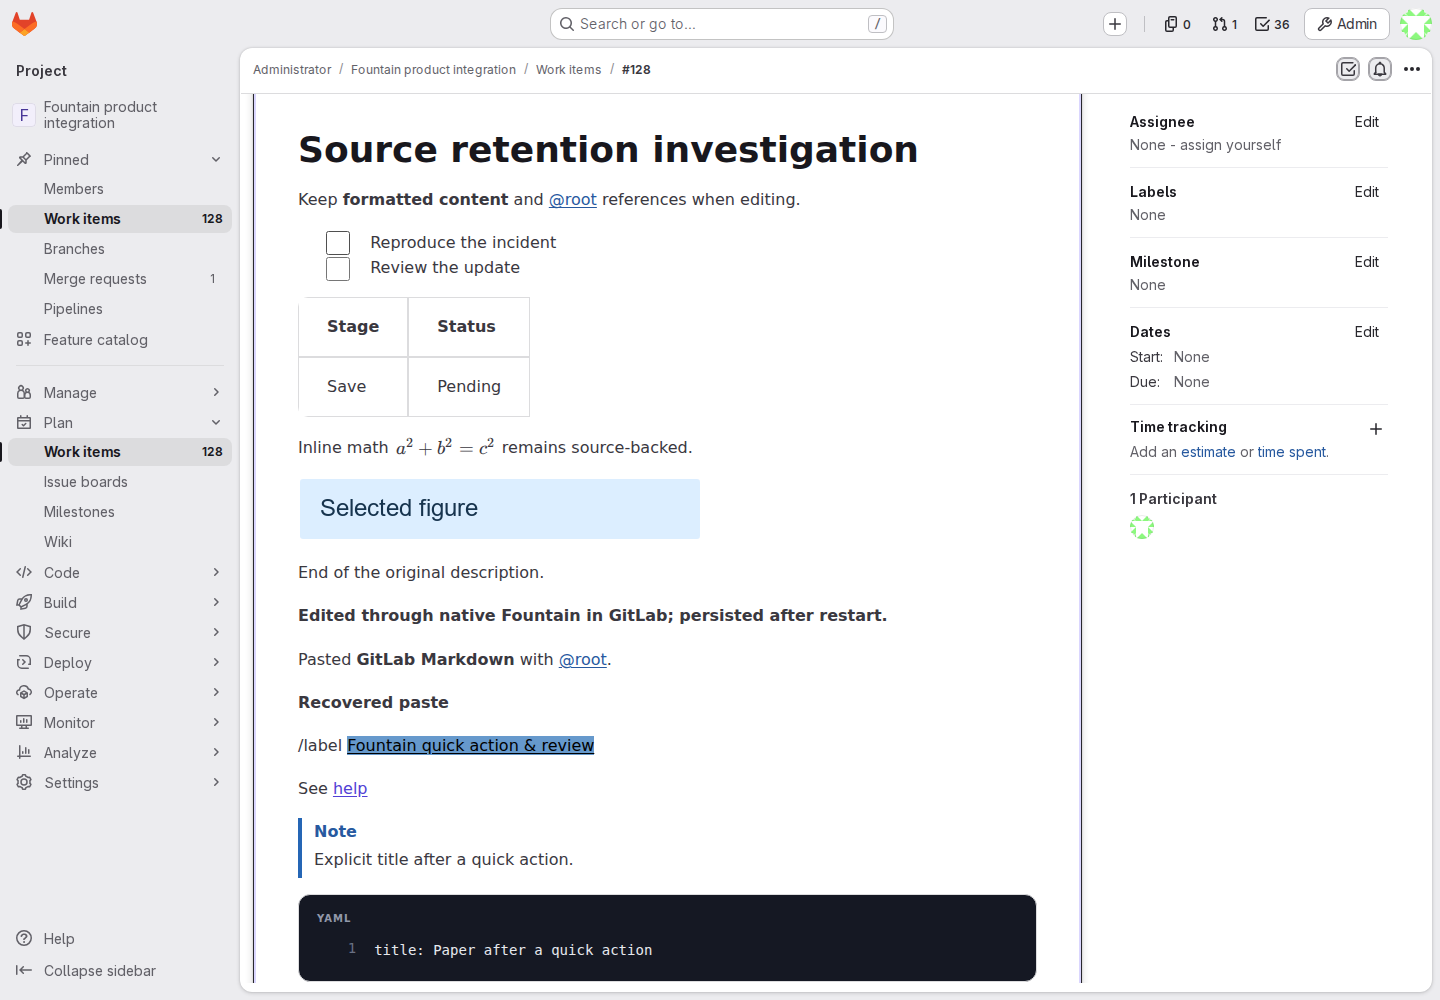 Search or go to...
/
0
1
36
Admin
Project
F
Fountain product integration
Pinned
Members
Work items 128
Branches
Merge requests 1
Pipelines
Feature catalog
Manage
Plan
Work items 128
Issue boards
Milestones
Wiki
Code
Build
Secure
Deploy
Operate
Monitor
Analyze
Settings
Help
Collapse sidebar
Administrator / Fountain product integration / Work items / #128
Source retention investigation
Keep formatted content and @root references when editing.
Reproduce the incident
Review the update
Stage Status
Save Pending
Inline math a² + b² = c² remains source-backed.
Selected figure
End of the original description.
Edited through native Fountain in GitLab; persisted after restart.
Pasted GitLab Markdown with @root.
Recovered paste
/label Fountain quick action & review
See help
Note
Explicit title after a quick action.
YAML
1 title: Paper after a quick action
Assignee Edit
None - assign yourself
Labels Edit
None
Milestone Edit
None
Dates Edit
Start: None
Due: None
Time tracking
Add an estimate or time spent.
1 Participant